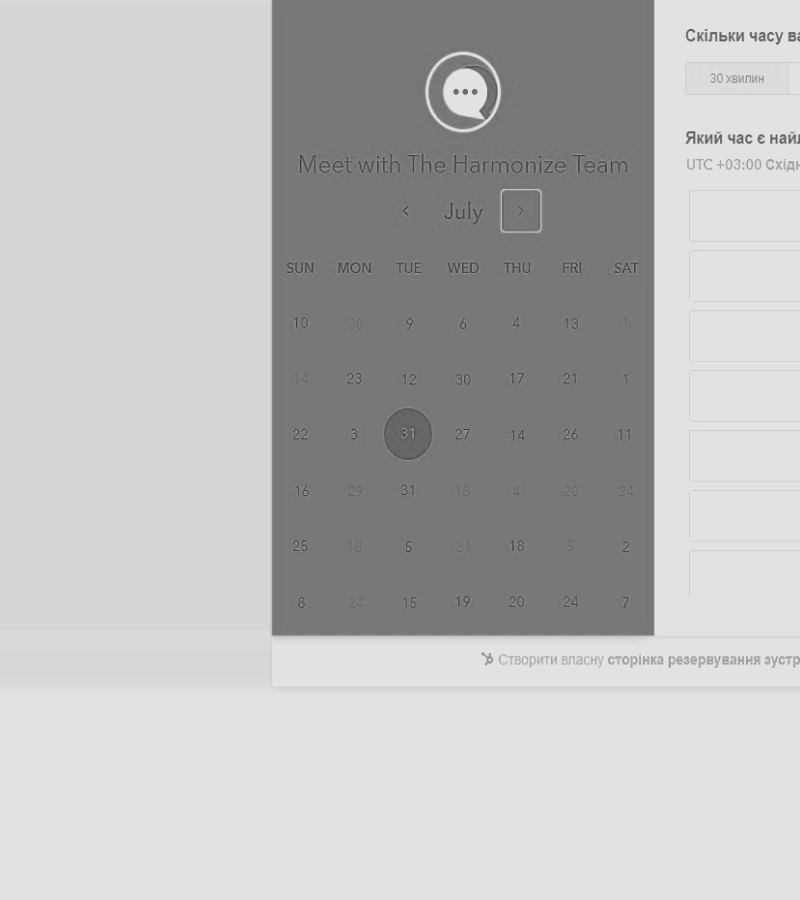 Meet with The Harmonize Team
July
SUN MON TUE WED THU FRI SAT
10 30 9 6 4 13 1
14 23 12 30 17 21 1
22 3 31 27 14 26 11
16 29 31 18 4 20 24
25 18 5 31 18 5 2
8 24 15 19 20 24 7
Скільки часу ва
30 хвилин
Який час є най
UTC +03:00 Східн
Створити власну сторінка резервування зустр